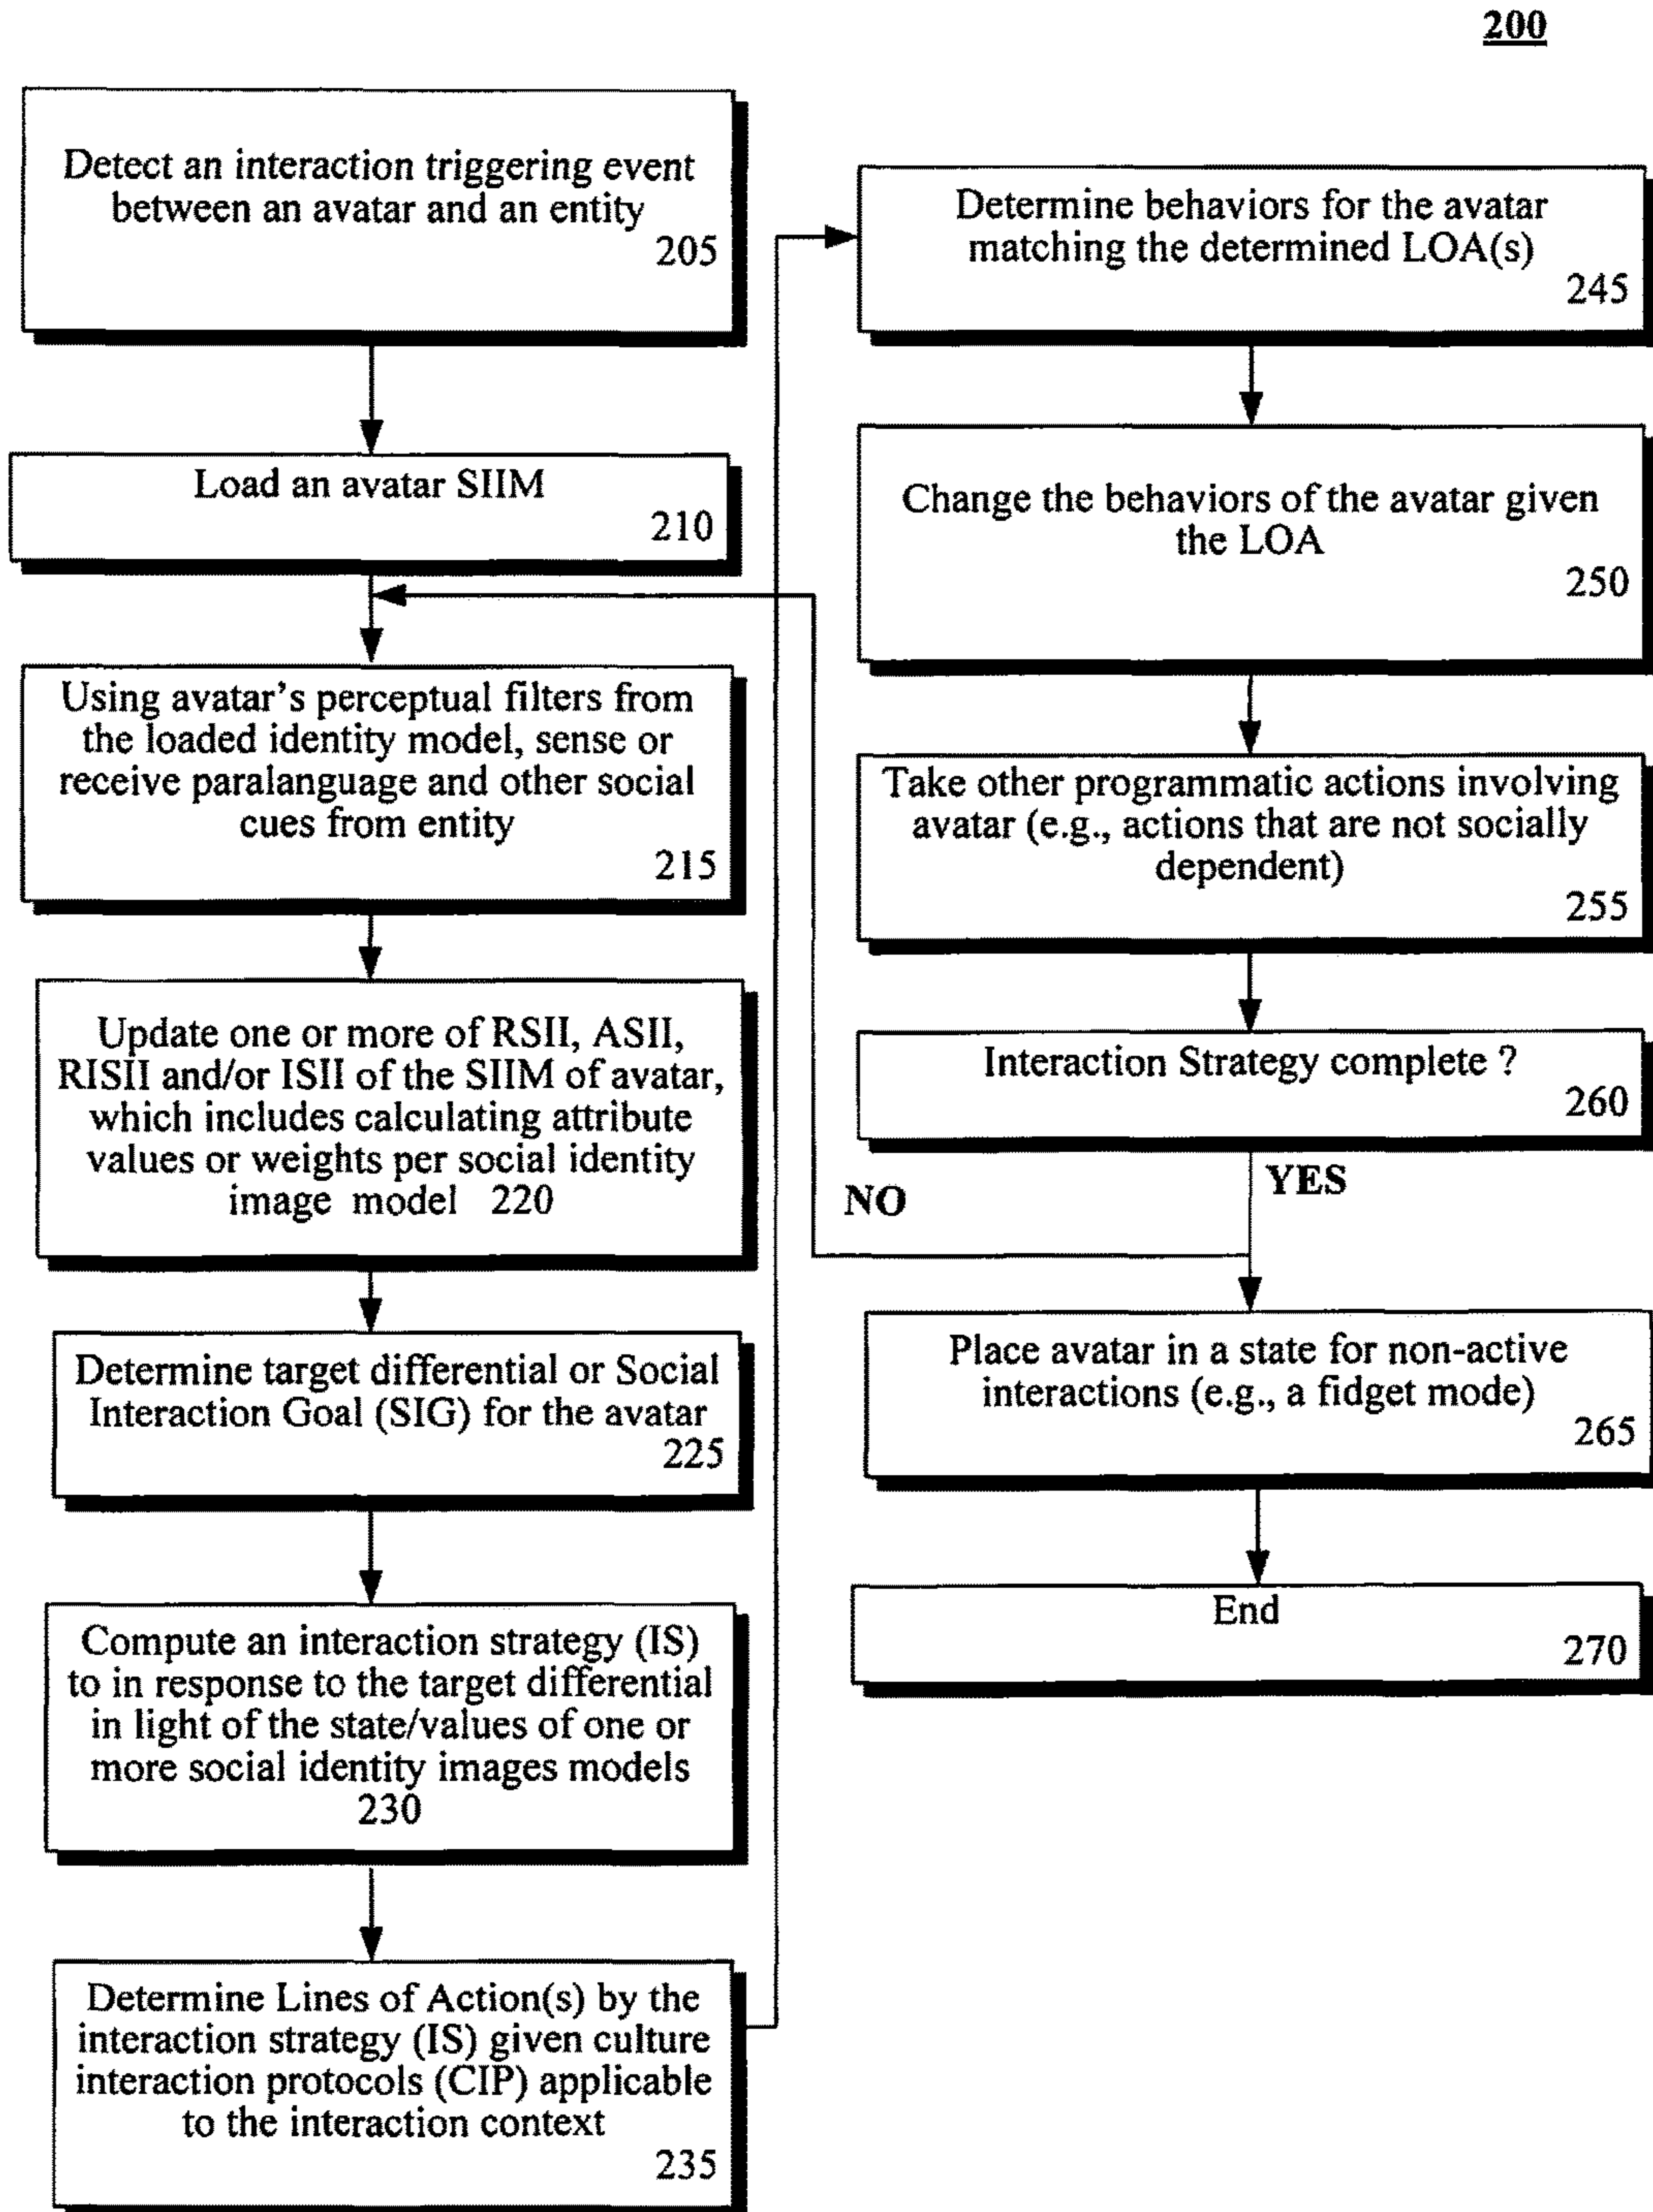 200
Detect an interaction triggering event
between an avatar and an entity
205
Load an avatar SIIM
210
Using avatar's perceptual filters from
the loaded identity model, sense or
receive paralanguage and other social
cues from entity
215
Update one or more of RSII, ASII,
RISII and/or ISII of the SIIM of avatar,
which includes calculating attribute
values or weights per social identity
image model 220
Determine target differential or Social
Interaction Goal (SIG) for the avatar
225
Compute an interaction strategy (IS)
to in response to the target differential
in light of the state/values of one or
more social identity images models
230
Determine Lines of Action(s) by the
interaction strategy (IS) given culture
interaction protocols (CIP) applicable
to the interaction context
235
Determine behaviors for the avatar
matching the determined LOA(s)
245
Change the behaviors of the avatar given
the LOA
250
Take other programmatic actions involving
avatar (e.g., actions that are not socially
dependent)
255
Interaction Strategy complete ?
260
YES
NO
Place avatar in a state for non-active
interactions (e.g., a fidget mode)
265
End
270